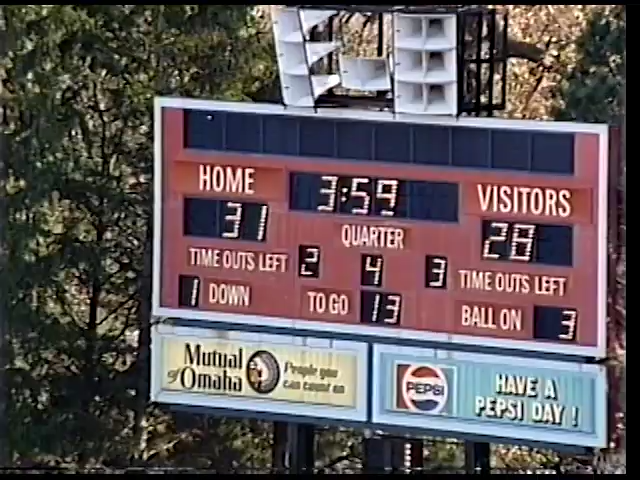 HOME 3:59 VISITORS
31 28
QUARTER
TIME OUTS LEFT 2 4 3 TIME OUTS LEFT
1 DOWN TO GO 13 BALL ON 3
Mutual
of Omaha
People you
can count on
PEPSI
HAVE A
PEPSI DAY!